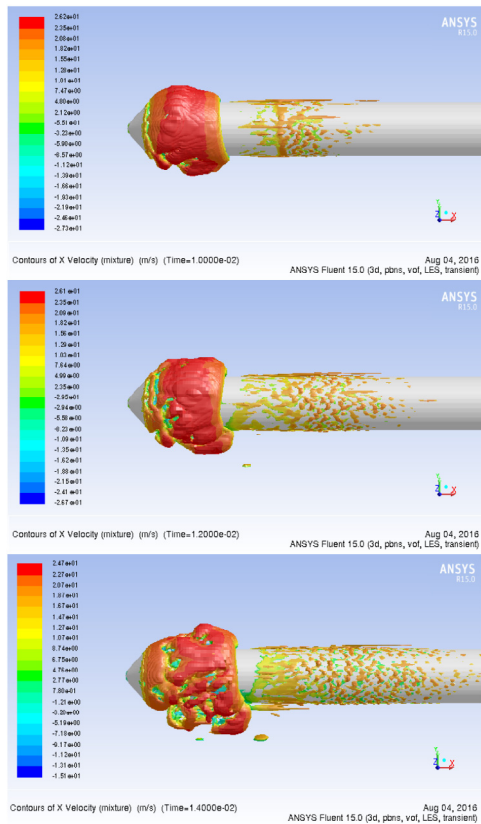 2.62e+01
2.35e+01
2.08e+01
1.82e+01
1.55e+01
1.28e+01
1.01e+01
7.47e+00
4.80e+00
2.12e+00
-5.51e-01
-3.23e+00
-5.90e+00
-8.57e+00
-1.12e+01
-1.39e+01
-1.66e+01
-1.93e+01
-2.19e+01
-2.46e+01
-2.73e+01
ANSYS
R15.0
Y
Z X
Contours of X Velocity (mixture) (m/s) (Time=1.0000e-02)
Aug 04, 2016
ANSYS Fluent 15.0 (3d, pbns, vof, LES, transient)
2.61e+01
2.35e+01
2.09e+01
1.82e+01
1.56e+01
1.29e+01
1.03e+01
7.64e+00
4.99e+00
2.35e+00
-2.95e-01
-2.94e+00
-5.58e+00
-8.23e+00
-1.09e+01
-1.35e+01
-1.62e+01
-1.88e+01
-2.15e+01
-2.41e+01
-2.67e+01
ANSYS
R15.0
Y
Z X
Contours of X Velocity (mixture) (m/s) (Time=1.2000e-02)
Aug 04, 2016
ANSYS Fluent 15.0 (3d, pbns, vof, LES, transient)
2.47e+01
2.27e+01
2.07e+01
1.87e+01
1.67e+01
1.47e+01
1.27e+01
1.07e+01
8.74e+00
6.75e+00
4.76e+00
2.77e+00
7.80e-01
-1.21e+00
-3.20e+00
-5.19e+00
-7.18e+00
-9.17e+00
-1.12e+01
-1.31e+01
-1.51e+01
ANSYS
R15.0
Y
Z X
Contours of X Velocity (mixture) (m/s) (Time=1.4000e-02)
Aug 04, 2016
ANSYS Fluent 15.0 (3d, pbns, vof, LES, transient)